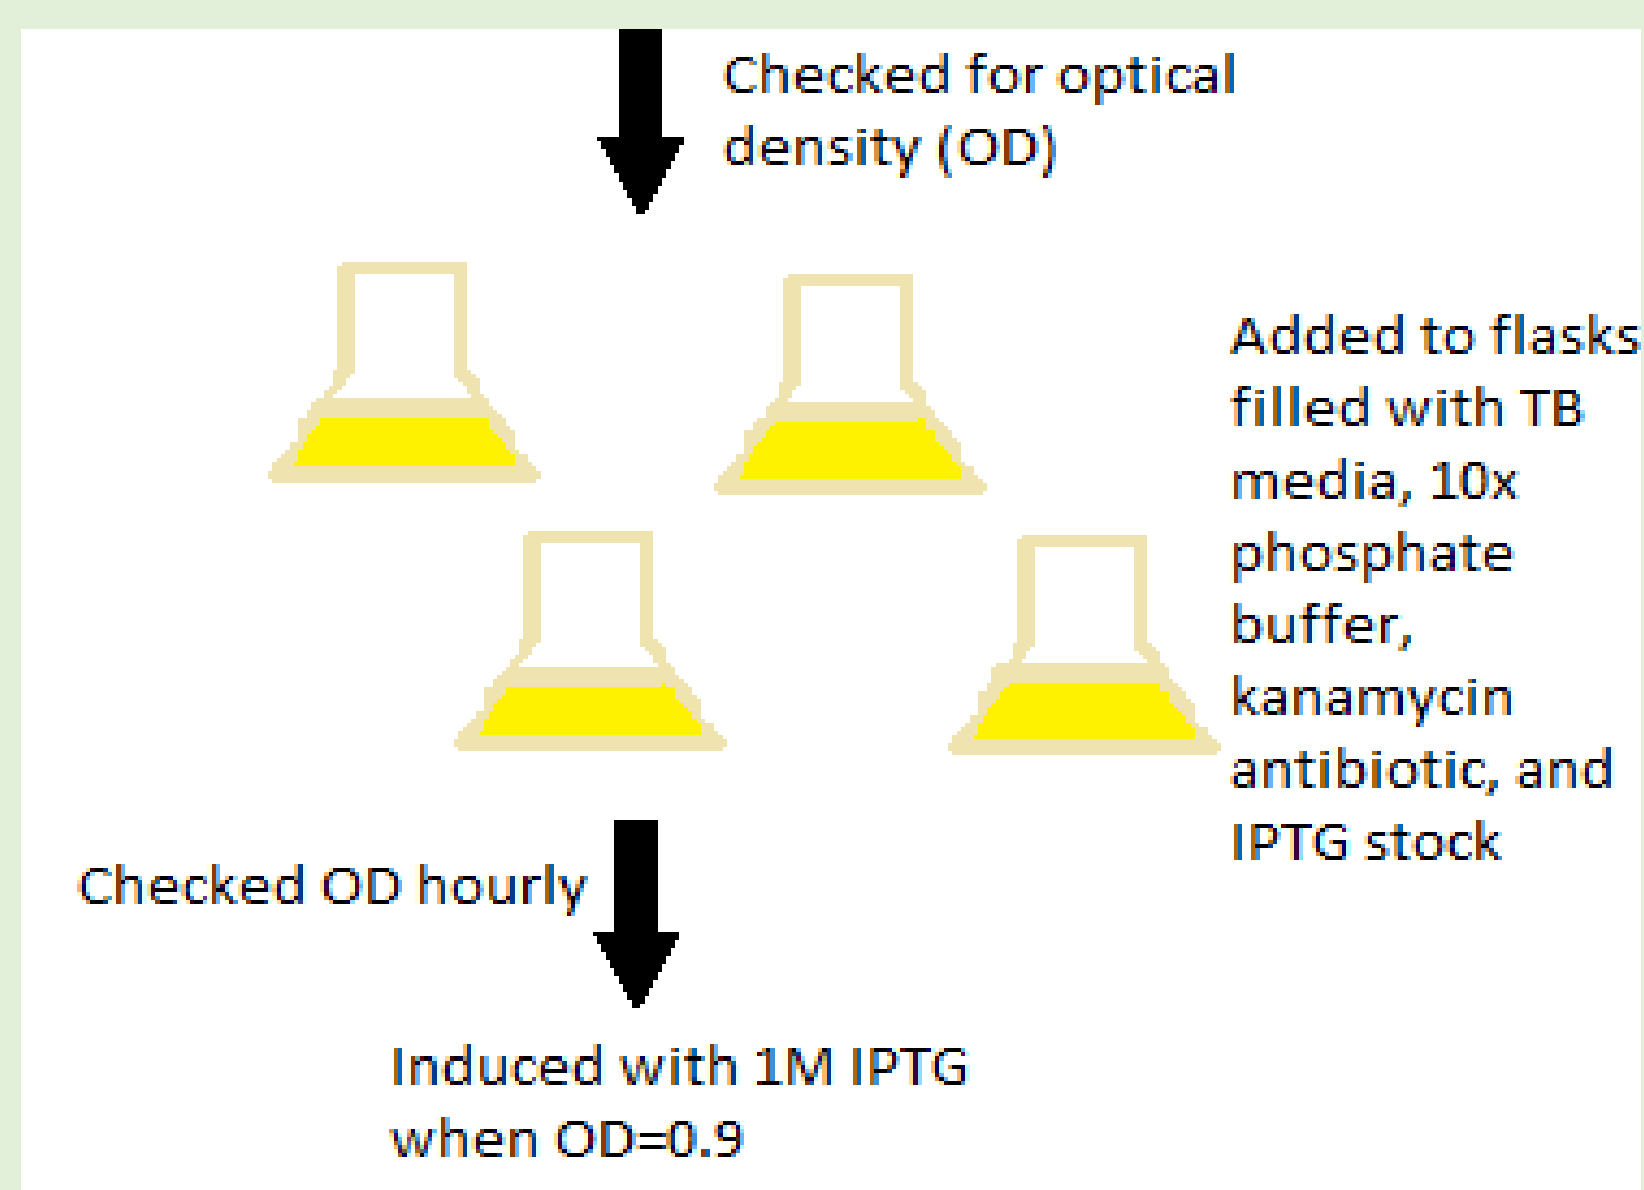 Checked for optical
density (OD)
Added to flasks
filled with TB
media, 10x
phosphate
buffer,
kanamycin
antibiotic, and
IPTG stock
Checked OD hourly
Induced with 1M IPTG
when OD=0.9